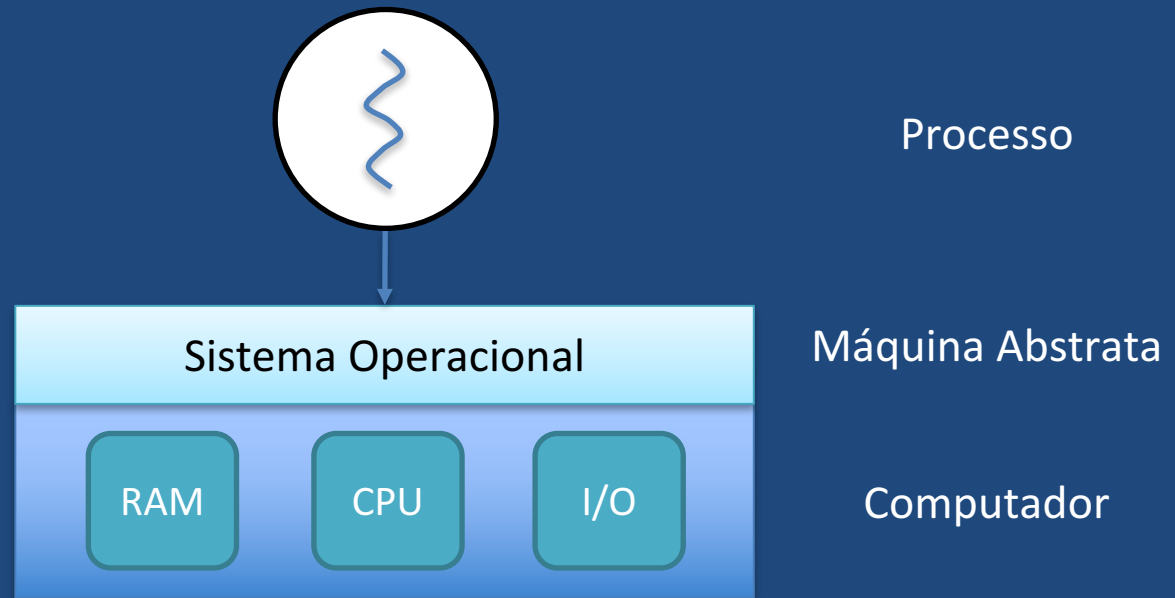 Processo
Sistema Operacional
Máquina Abstrata
RAM
CPU
I/O
Computador